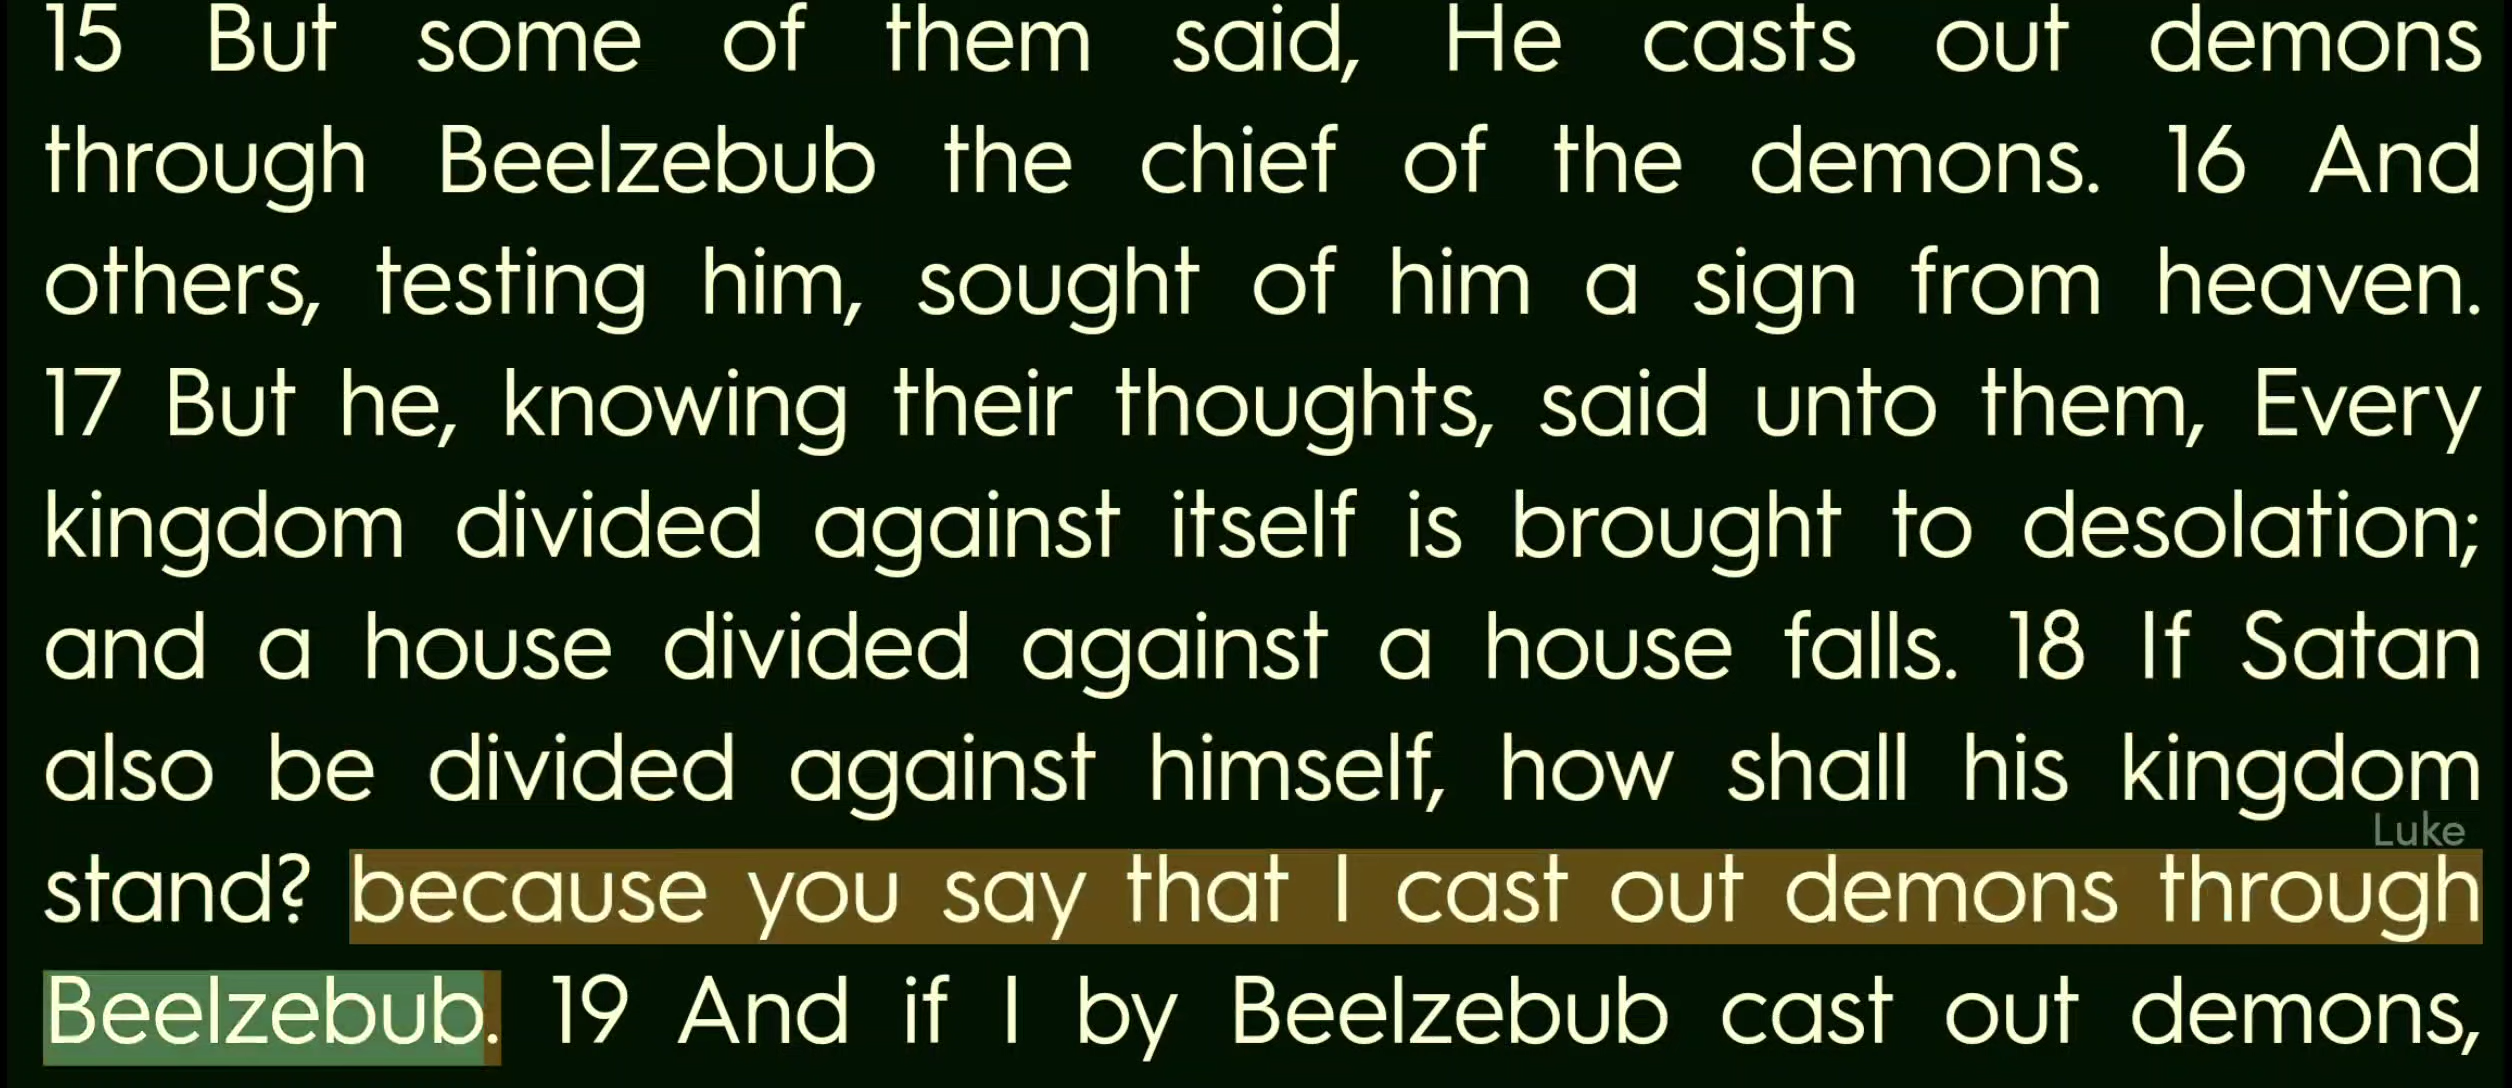 15 But some of them said, He casts out demons
through Beelzebub the chief of the demons. 16 And
others, testing him, sought of him a sign from heaven.
17 But he, knowing their thoughts, said unto them, Every
kingdom divided against itself is brought to desolation;
and a house divided against a house falls. 18 If Satan
also be divided against himself, how shall his kingdom
Luke
stand? because you say that I cast out demons through
Beelzebub. 19 And if I by Beelzebub cast out demons,